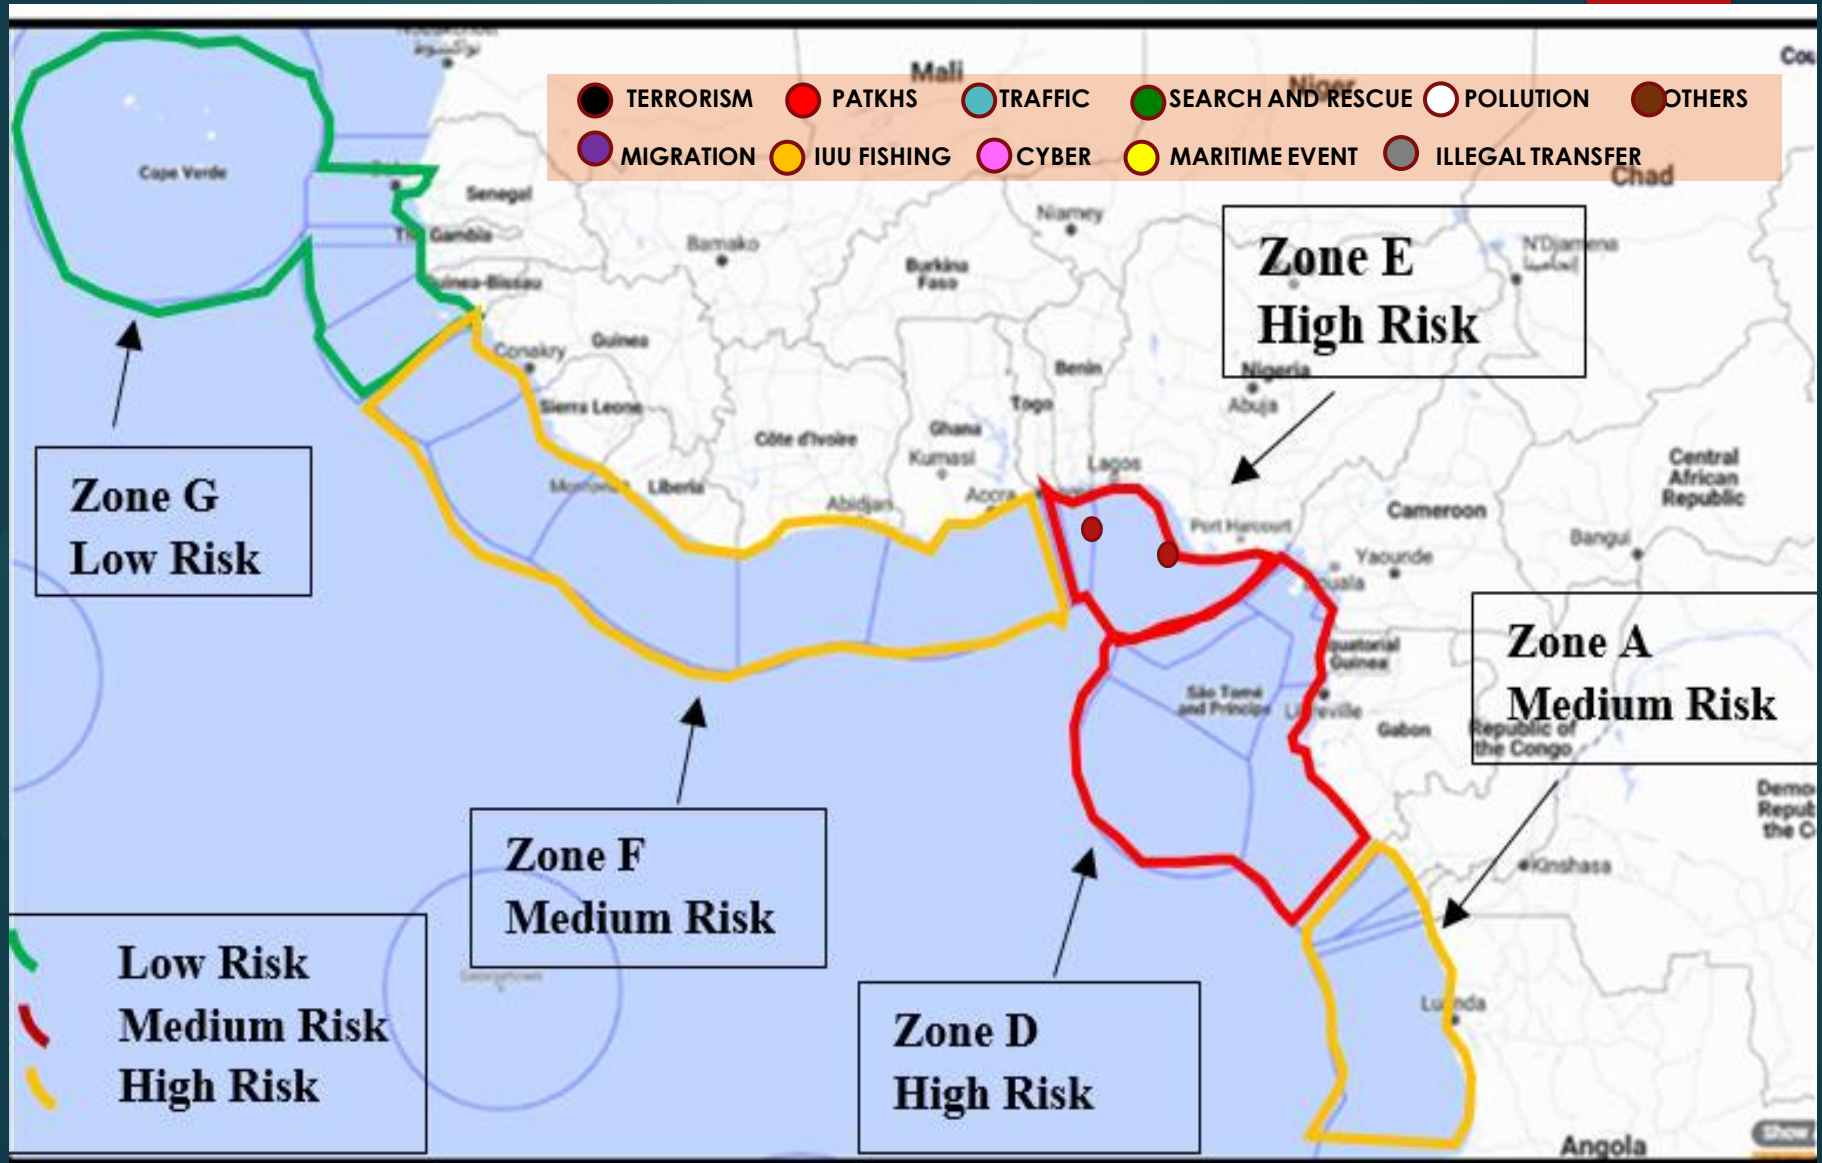 Mali
Niger
TERRORISM
PATKHS
TRAFFIC
SEARCH AND RESCUE
POLLUTION
OTHERS
MIGRATION
IUU FISHING
CYBER
MARITIME EVENT
ILLEGAL TRANSFER
Chad
Cape Verde
Senegal
Gambia
Guinea-Bissau
Bamako
Niamey
Burkina
Faso
N'Djamena
Zone E
High Risk
Guinea
Conakry
Sierra Leone
Benin
Togo
Nigeria
Abuja
Côte d'Ivoire
Ghana
Kumasi
Liberia
Abidjan
Accra
Lagos
Port Harcourt
Cameroon
Yaounde
Central
African
Republic
Bangui
Zone G
Low Risk
Zone A
Medium Risk
São Tomé
and Príncipe
Guinea
Gabon
Republic of
the Congo
Kinshasa
Zone F
Medium Risk
Low Risk
Medium Risk
High Risk
Zone D
High Risk
Angola